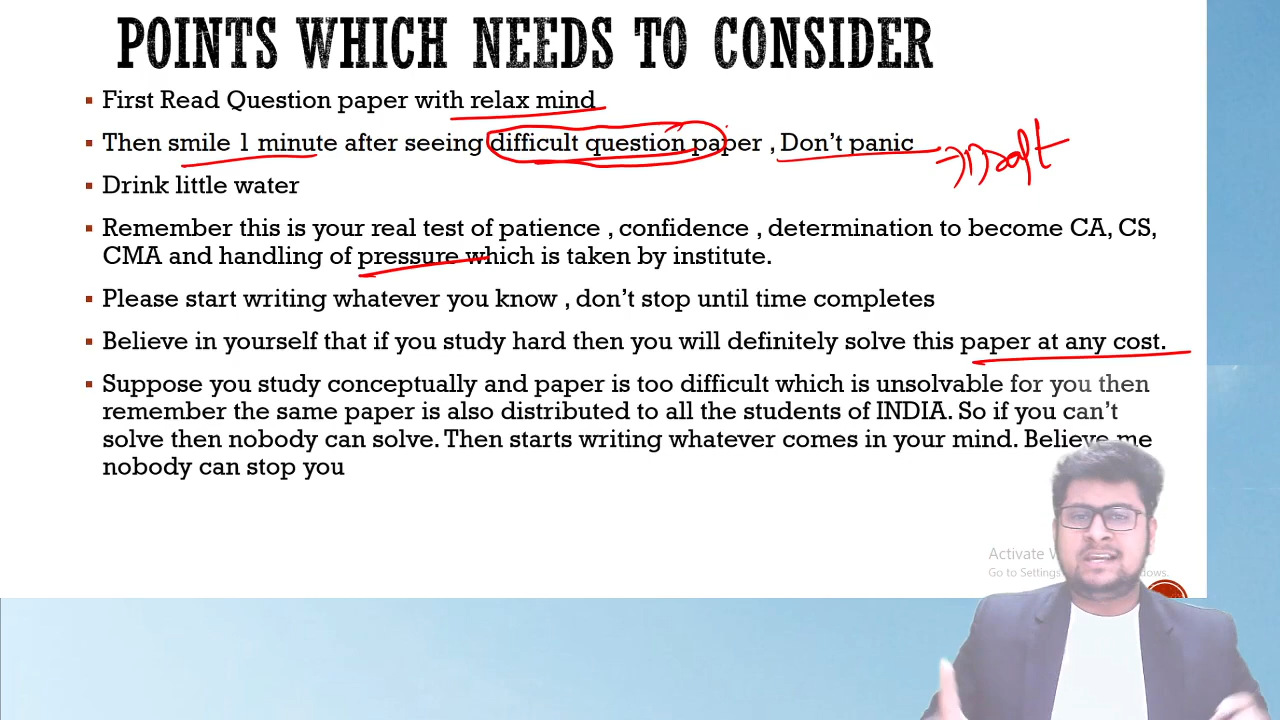 POINTS WHICH NEEDS TO CONSIDER
▪ First Read Question paper with relax mind
▪ Then smile 1 minute after seeing difficult question paper , Don't panic
Draft
▪ Drink little water
▪ Remember this is your real test of patience , confidence , determination to become CA, CS,
CMA and handling of pressure which is taken by institute.
▪ Please start writing whatever you know , don't stop until time completes
▪ Believe in yourself that if you study hard then you will definitely solve this paper at any cost.
▪ Suppose you study conceptually and paper is too difficult which is unsolvable for you then
remember the same paper is also distributed to all the students of INDIA. So if you can't
solve then nobody can solve. Then starts writing whatever comes in your mind. Believe me
nobody can stop you
Activate
Go to Settings